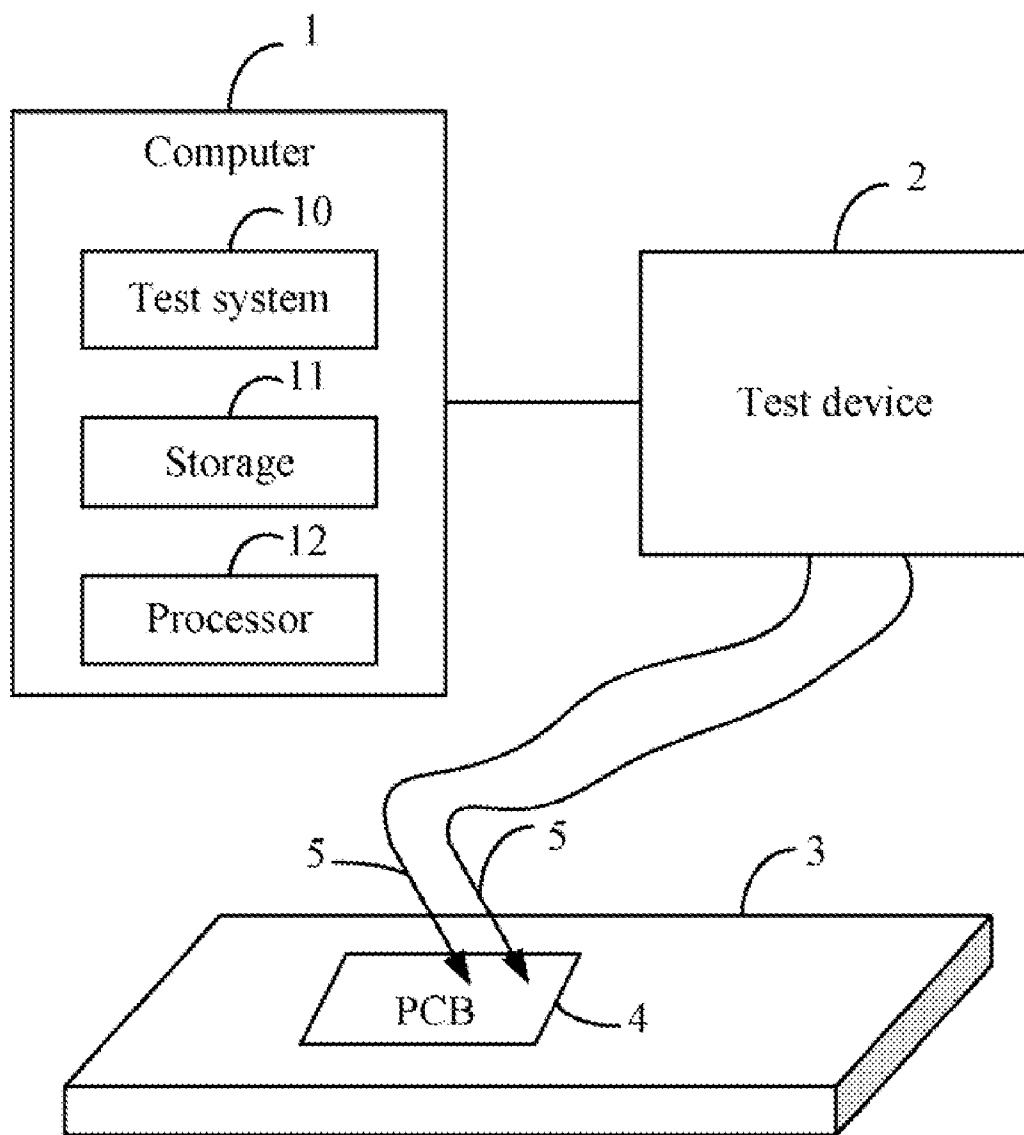 1
Computer
10
Test system
11
Storage
12
Processor
2
Test device
5
5
3
PCB
4